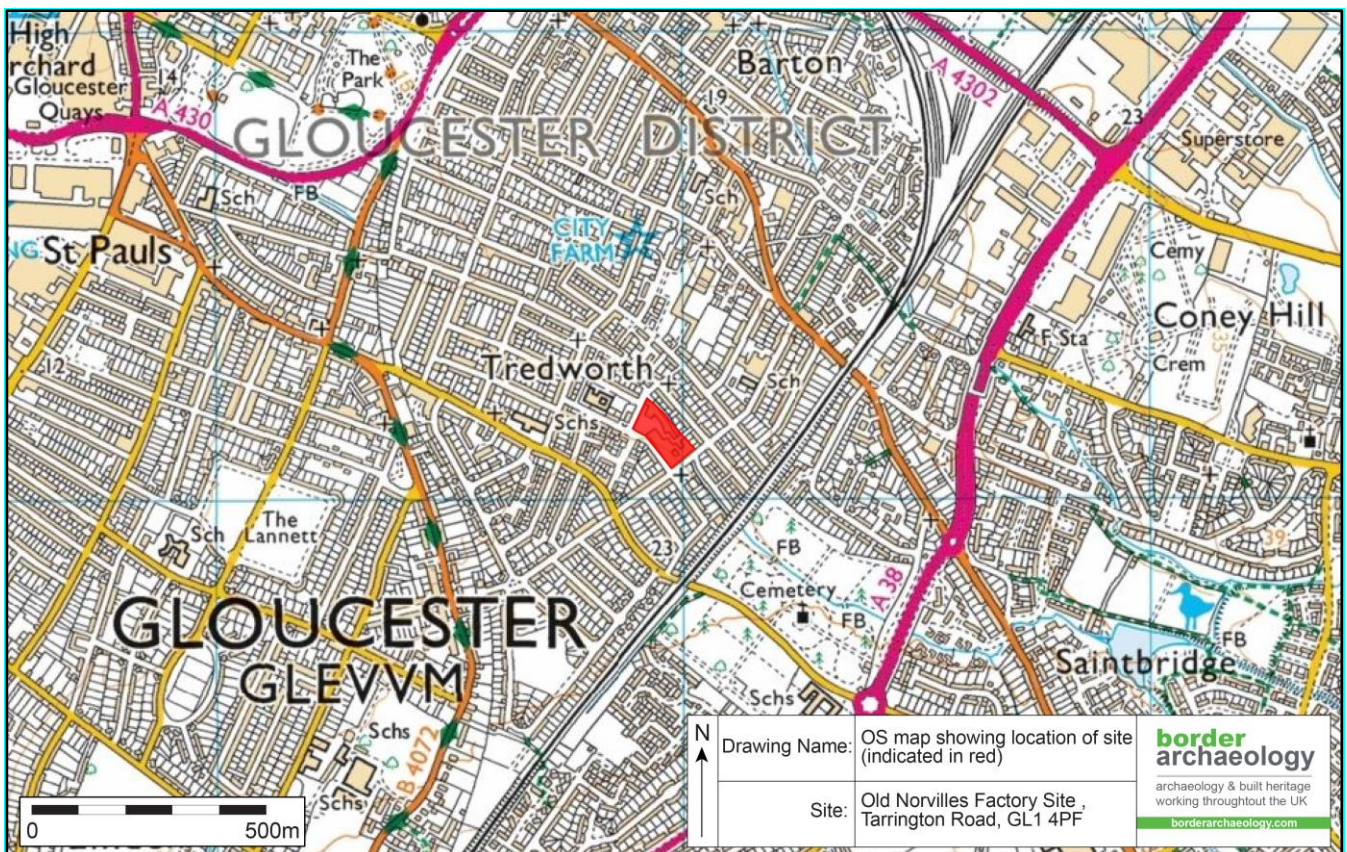 High
rchard
Gloucester
Quays
14
A 430
The
Park
15
Barton
A 4302
19
23
Superstore
GLOUCESTER DISTRICT
Sch
FB
Sch
CITY
FARM
NG
St Pauls
Cemy
Coney Hill
F Sta
35
Crem
12
Tredworth
Sch
Schs
Sch
The
Lannett
23
FB
Cemetery
FB
A 38
39
FB
Saintbridge
GLOUCESTER
GLEVVM
Schs
Schs
B 4072
Schs
0 500m
N
Drawing Name: OS map showing location of site
(indicated in red)
Site: Old Norvilles Factory Site ,
Tarrington Road, GL1 4PF
border
archaeology
archaeology & built heritage
working throughtout the UK
borderarchaeology.com